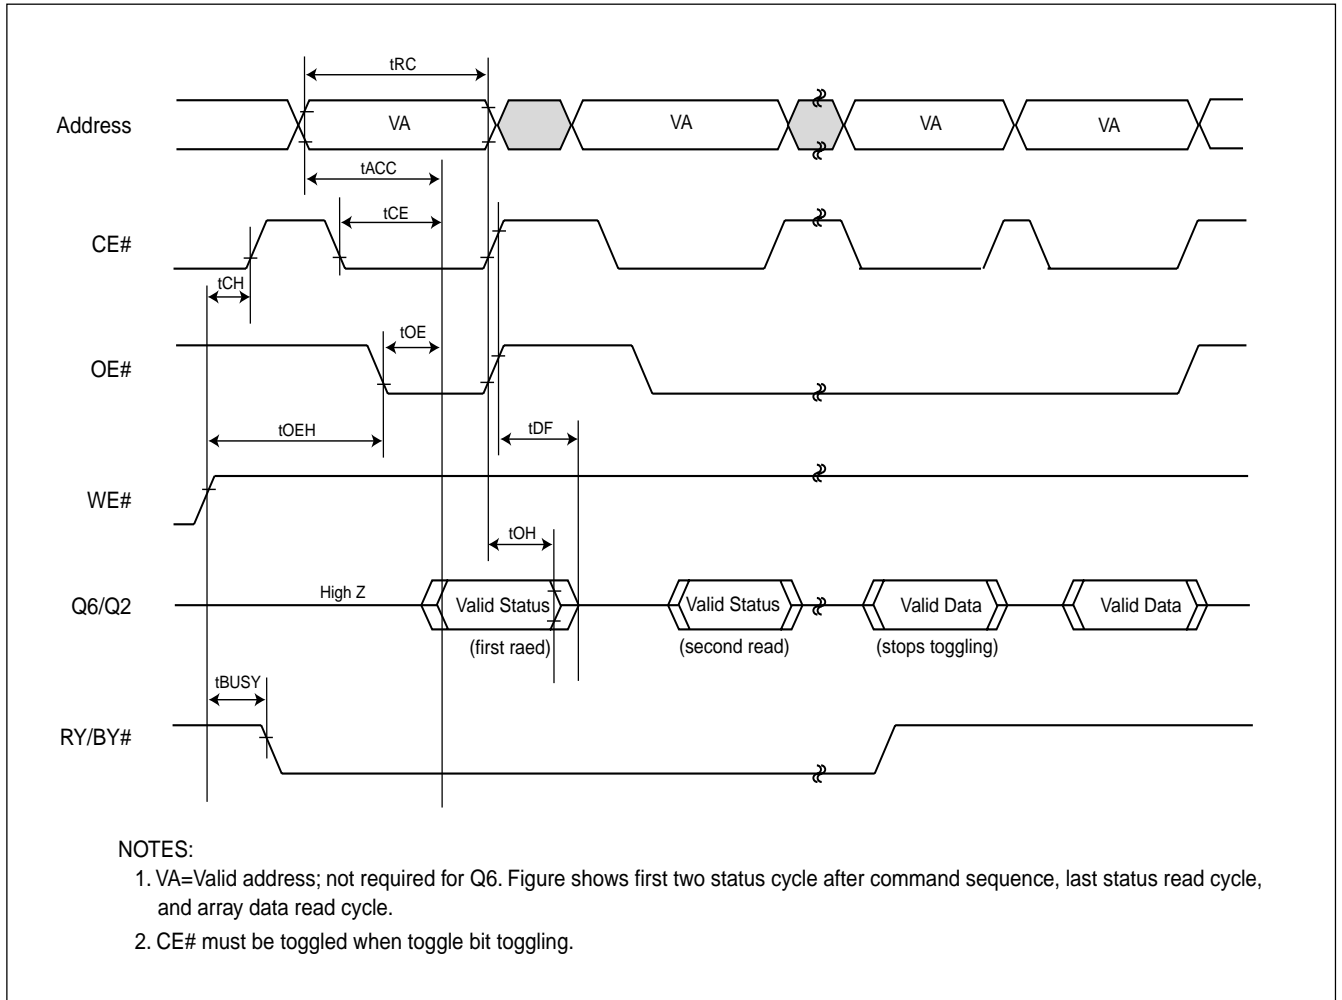 tRC
Address
VA
VA
VA
VA
tACC
tCE
CE#
tCH
tOE
OE#
tOEH
tDF
WE#
tOH
Q6/Q2
High Z
Valid Status
Valid Status
Valid Data
Valid Data
(first raed)
(second read)
(stops toggling)
tBUSY
RY/BY#
NOTES:
1. VA=Valid address; not required for Q6. Figure shows first two status cycle after command sequence, last status read cycle,
and array data read cycle.
2. CE# must be toggled when toggle bit toggling.